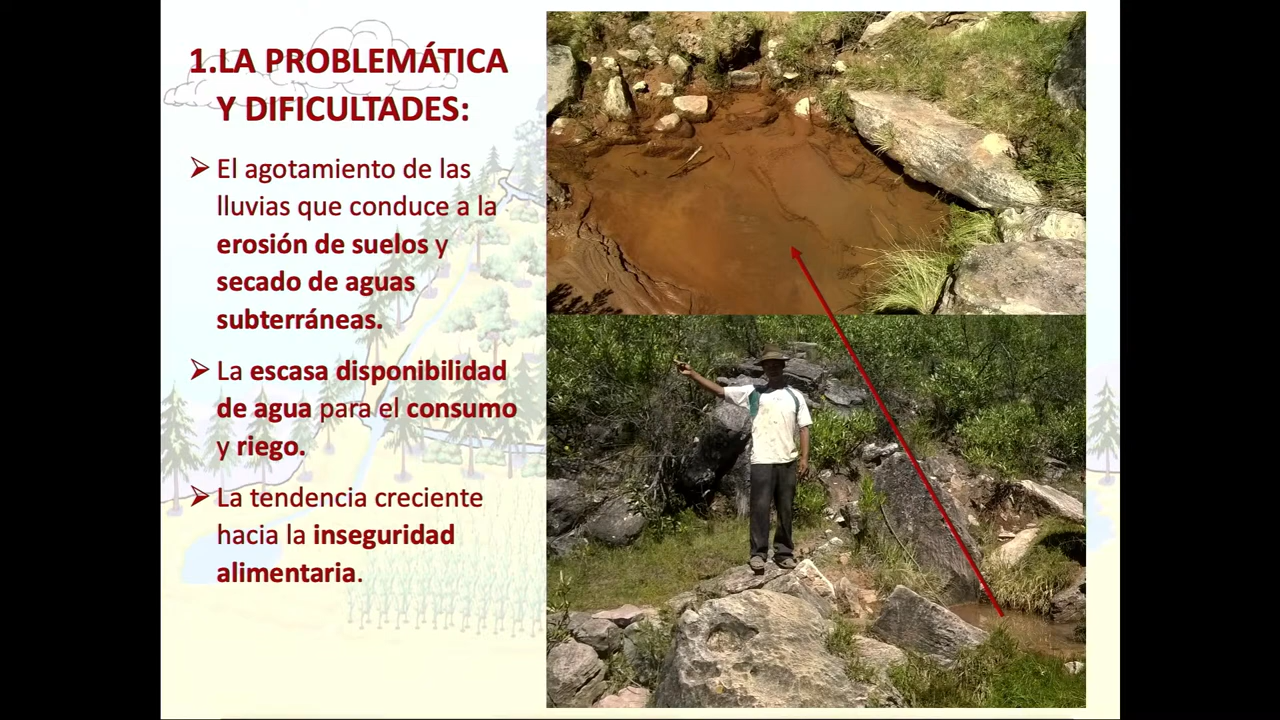 1.LA PROBLEMÁTICA
Y DIFICULTADES:
➢ El agotamiento de las
lluvias que conduce a la
erosión de suelos y
secado de aguas
subterráneas.
➢ La escasa disponibilidad
de agua para el consumo
y riego.
➢ La tendencia creciente
hacia la inseguridad
alimentaria.